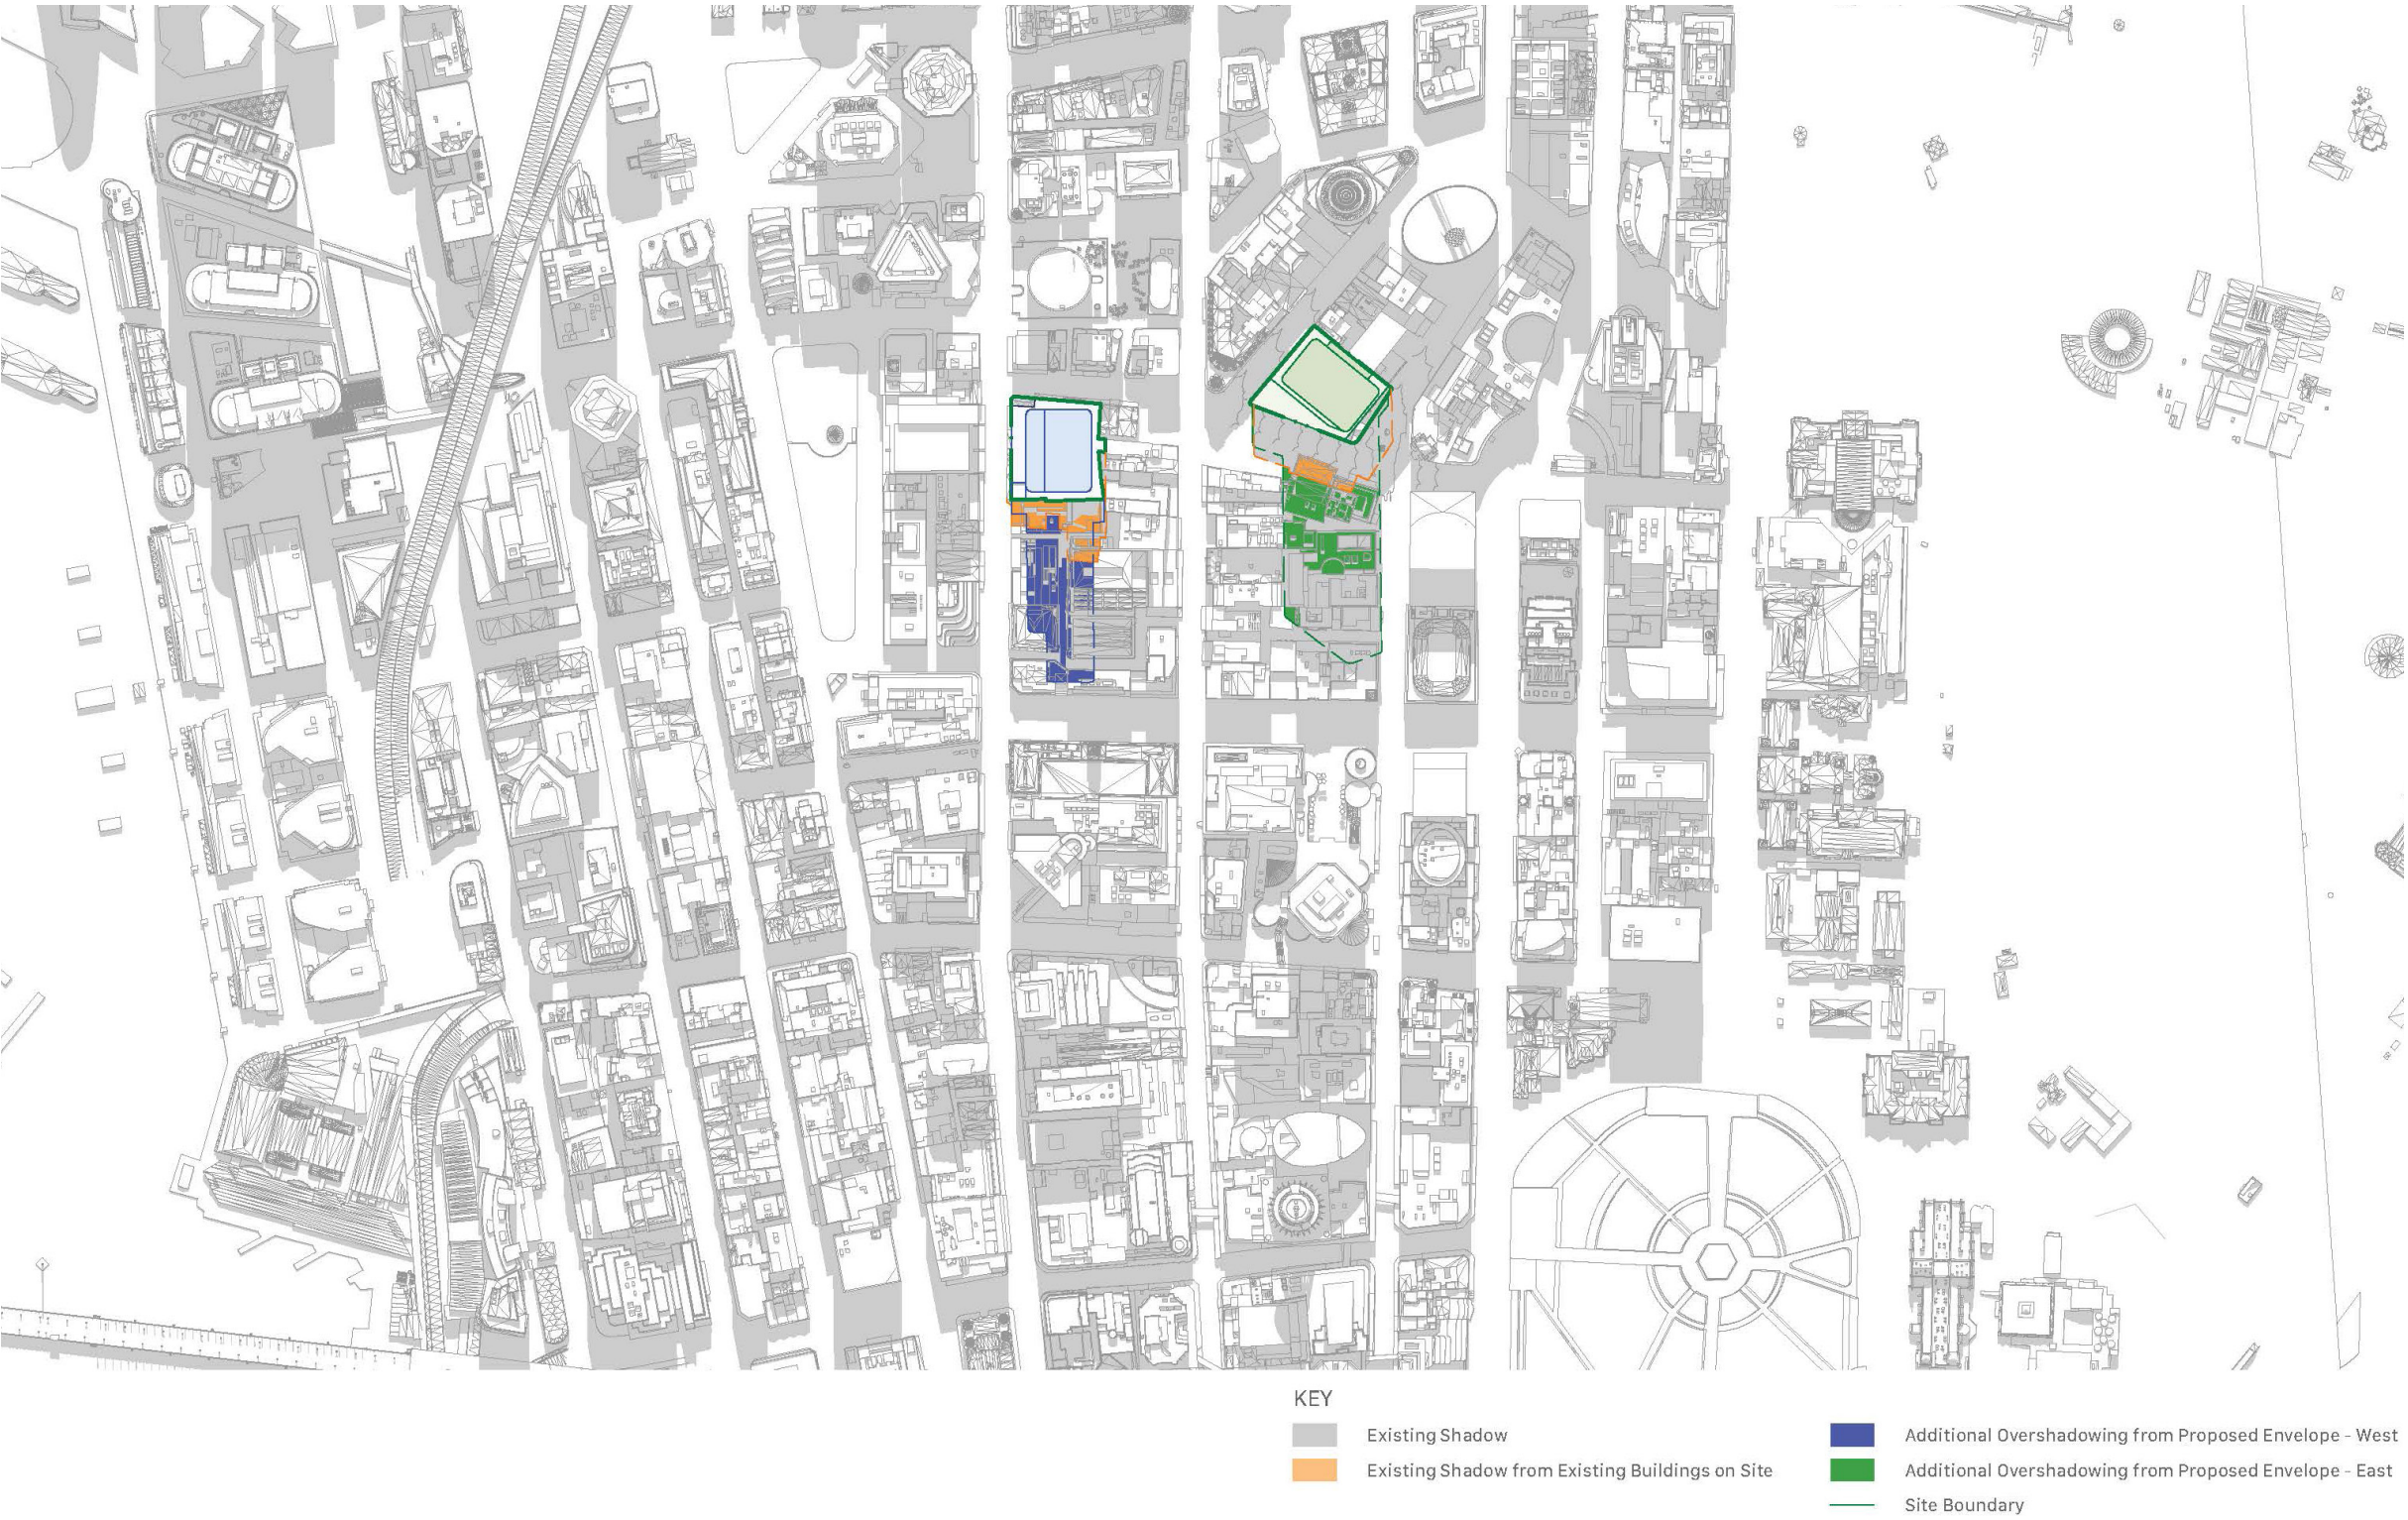 KEY
Existing Shadow
Existing Shadow from Existing Buildings on Site
Additional Overshadowing from Proposed Envelope - West
Additional Overshadowing from Proposed Envelope - East
Site Boundary